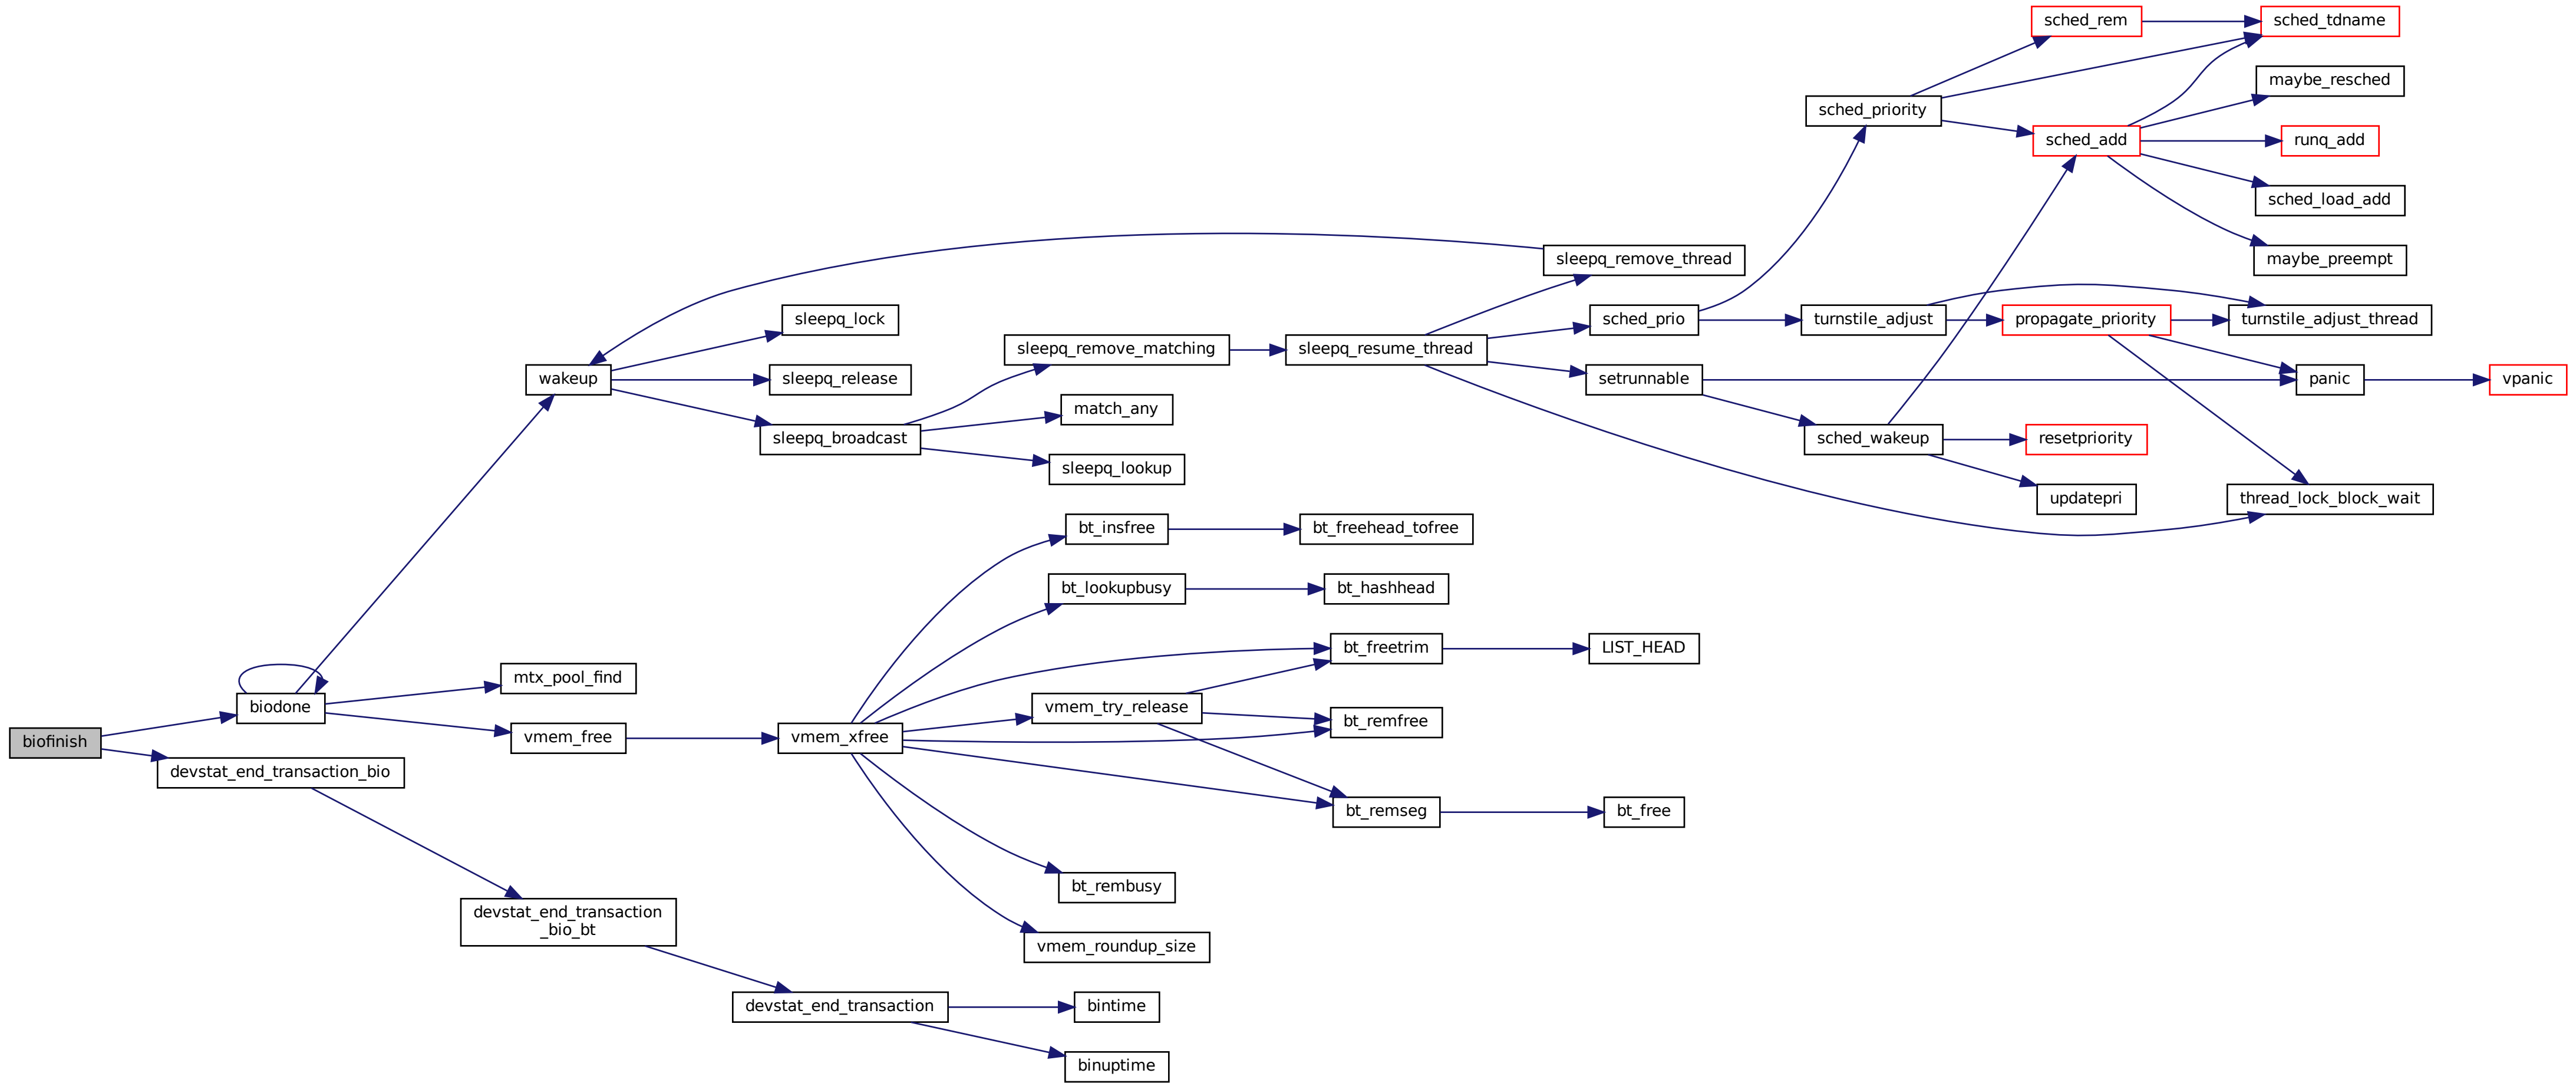 sched_rem
sched_tdname
maybe_resched
sched_priority
sched_add
runq_add
sched_load_add
sleepq_remove_thread
maybe_preempt
sleepq_lock
sched_prio
turnstile_adjust
propagate_priority
turnstile_adjust_thread
sleepq_remove_matching
sleepq_resume_thread
wakeup
sleepq_release
setrunnable
panic
vpanic
match_any
sleepq_broadcast
sched_wakeup
resetpriority
sleepq_lookup
updatepri
thread_lock_block_wait
bt_insfree
bt_freehead_tofree
bt_lookupbusy
bt_hashhead
bt_freetrim
LIST_HEAD
mtx_pool_find
biodone
vmem_try_release
bt_remfree
biofinish
vmem_free
vmem_xfree
devstat_end_transaction_bio
bt_remseg
bt_free
bt_rembusy
devstat_end_transaction
_bio_bt
vmem_roundup_size
devstat_end_transaction
bintime
binuptime